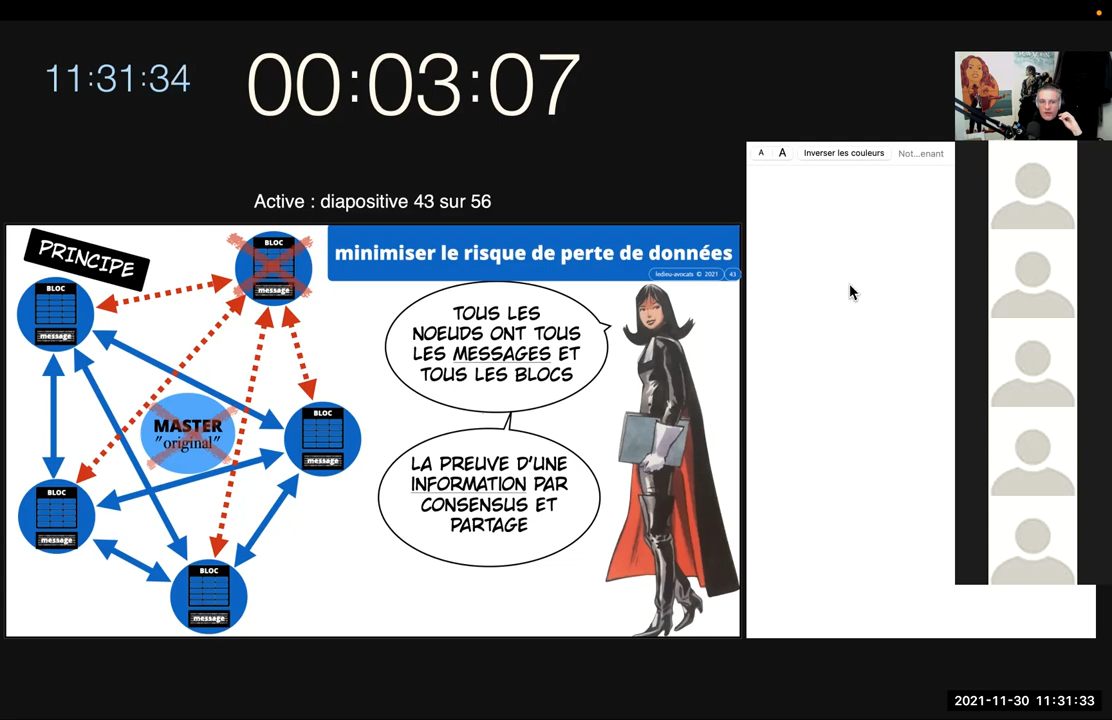 11:31:34
00:03:07
Active : diapositive 43 sur 56
A A Inverser les couleurs Not...enant
PRINCIPE
minimiser le risque de perte de données
ledieu-avocats © 2021 43
BLOC
message
BLOC
message
TOUS LES
NOEUDS ONT TOUS
LES MESSAGES ET
TOUS LES BLOCS
MASTER
"original"
BLOC
message
LA PREUVE D'UNE
INFORMATION PAR
CONSENSUS ET
PARTAGE
BLOC
message
BLOC
message
2021-11-30 11:31:33